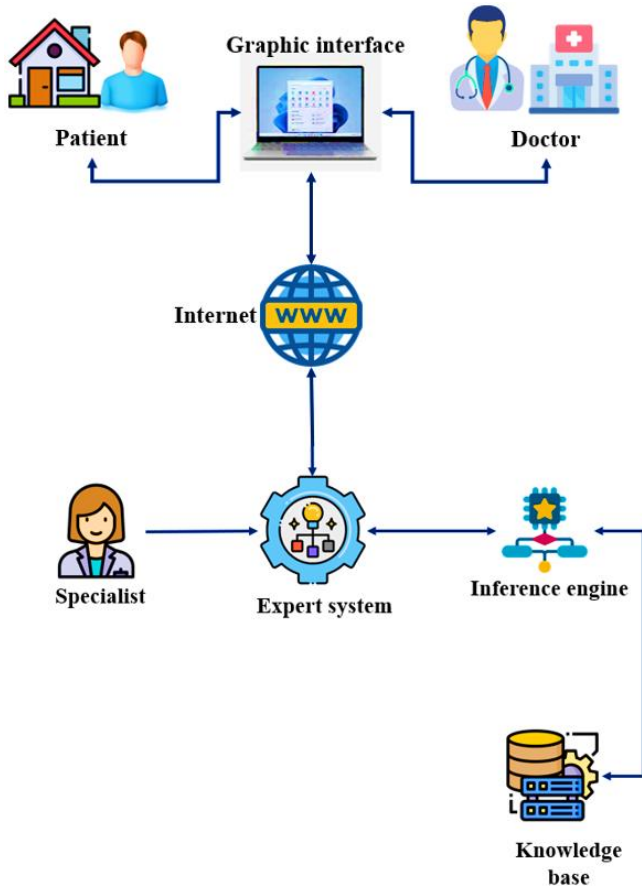 Graphic interface
Patient
Doctor
Internet
WWW
Specialist
Expert system
Inference engine
Knowledge
base